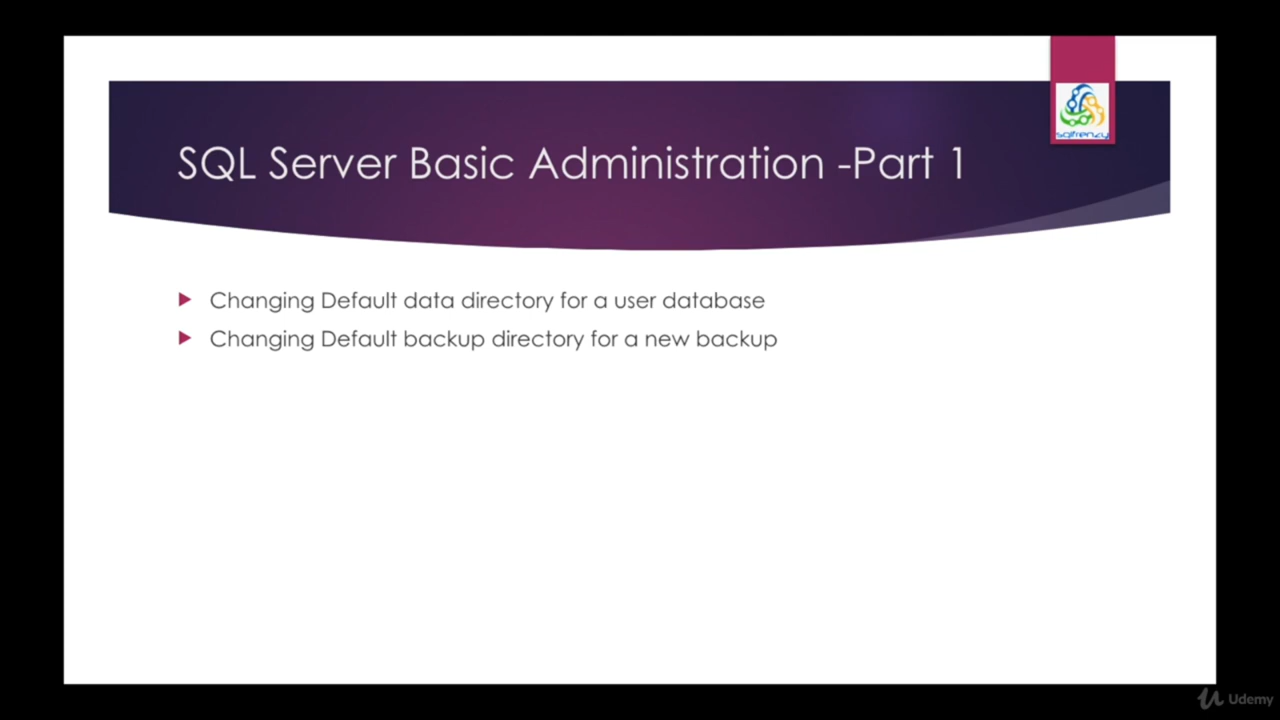 sqlfrenzy
SQL Server Basic Administration -Part 1
Changing Default data directory for a user database
Changing Default backup directory for a new backup
Udemy